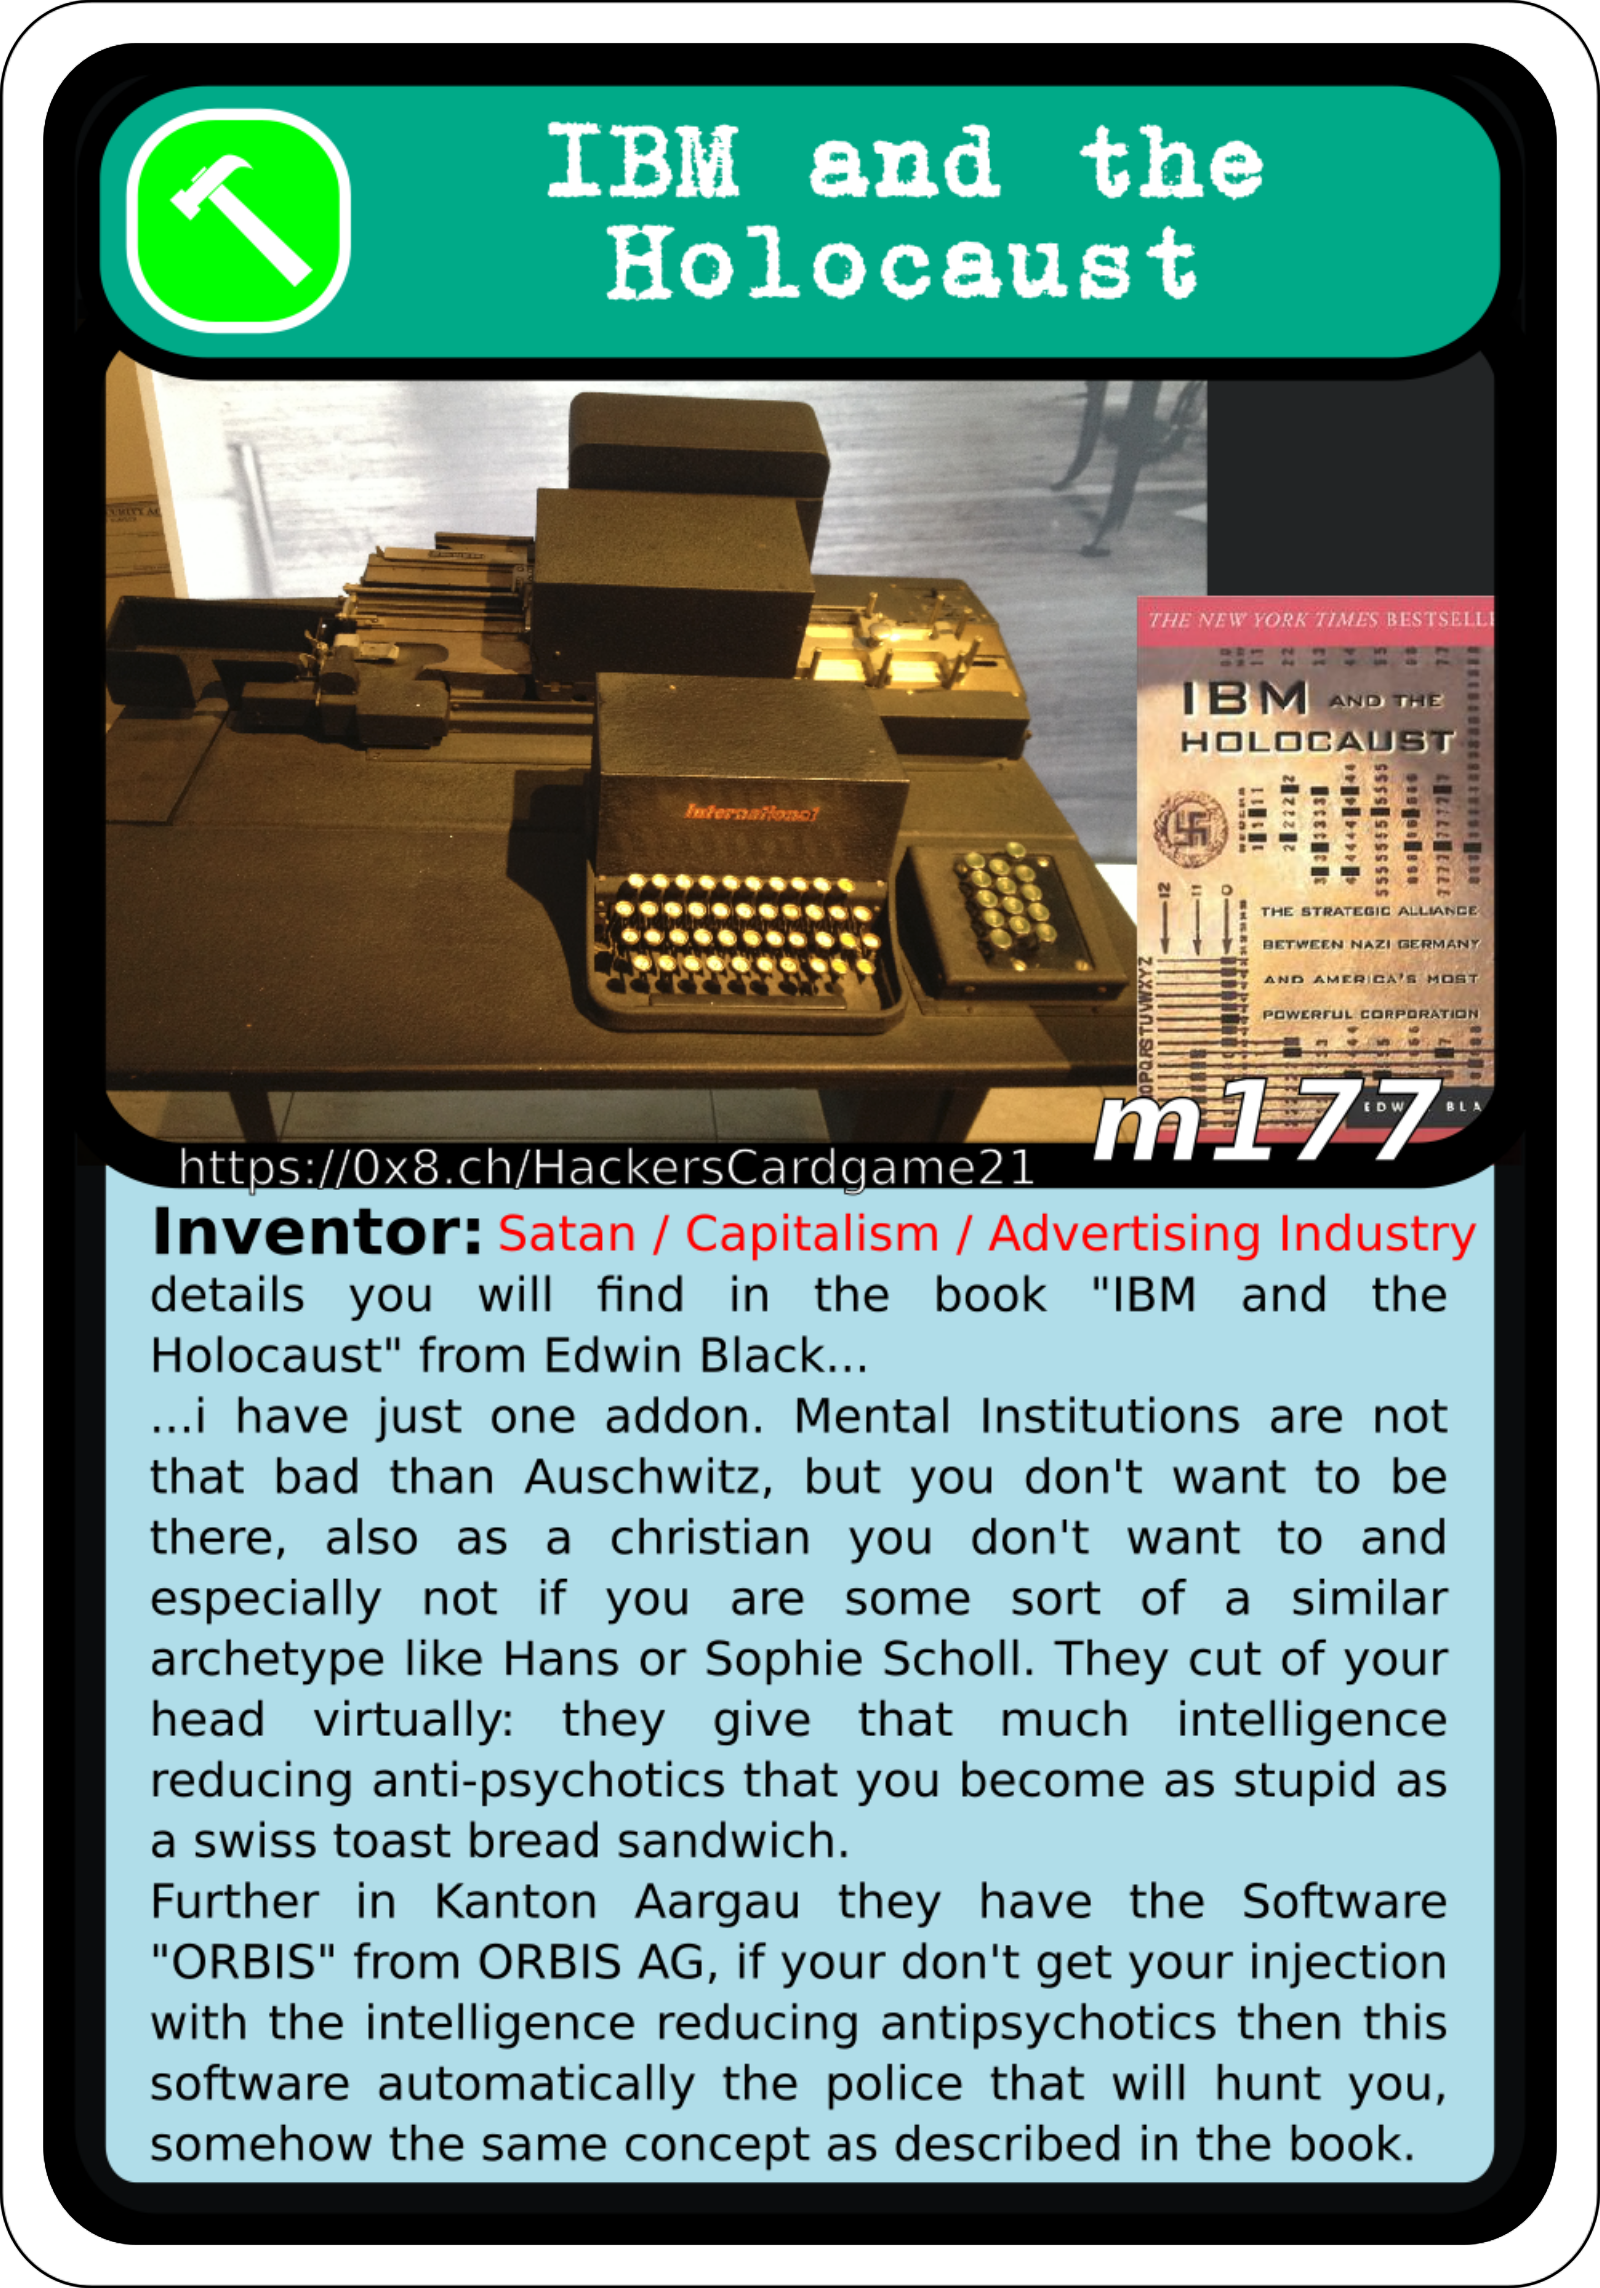 IBM and the
Holocaust
International
THE NEW YORK TIMES
IBM AND THE
HOLOCAUST
THE STRATEGIC ALLIANCE
BETWEEN NAZI GERMANY
AND AMERICA'S MOST
POWERFUL CORPORATION
m177
https://0x8.ch/HackersCardgame21
Inventor: Satan / Capitalism / Advertising Industry
details you will find in the book "IBM and the
Holocaust" from Edwin Black...
...i have just one addon. Mental Institutions are not
that bad than Auschwitz, but you don't want to be
there, also as a christian you don't want to and
especially not if you are some sort of a similar
archetype like Hans or Sophie Scholl. They cut of your
head virtually: they give that much intelligence
reducing anti-psychotics that you become as stupid as
a swiss toast bread sandwich.
Further in Kanton Aargau they have the Software
"ORBIS" from ORBIS AG, if your don't get your injection
with the intelligence reducing antipsychotics then this
software automatically the police that will hunt you,
somehow the same concept as described in the book.